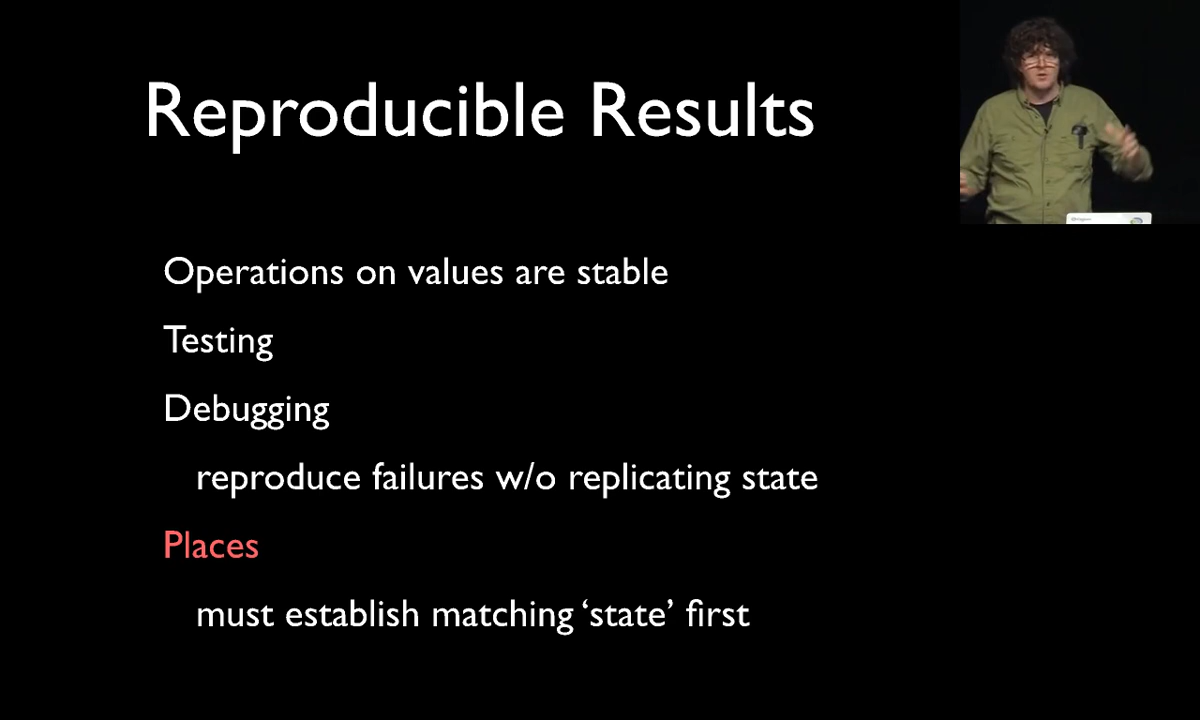 Reproducible Results
Operations on values are stable
Testing
Debugging
reproduce failures w/o replicating state
Places
must establish matching ‘state’ first